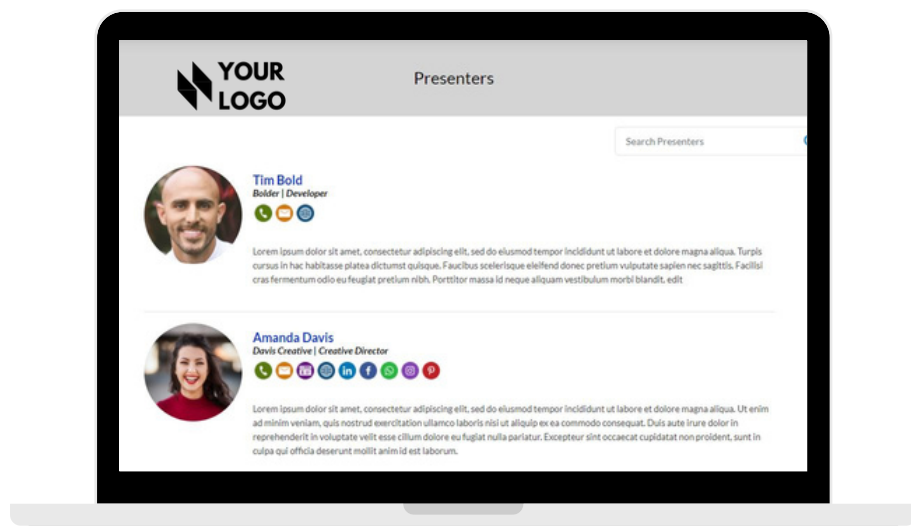 YOUR
LOGO
Presenters
Search Presenters
Tim Bold
Bolder | Developer
Lorem ipsum dolor sit amet, consectetur adipiscing elit, sed do eiusmod tempor incididunt ut labore et dolore magna aliqua. Turpis
cursus in hac habitasse platea dictumst quisque. Faucibus scelerisque eleifend donec pretium vulputate sapien nec sagittis. Facilisi
cras fermentum odio eu feugiat pretium nibh. Porttitor massa id neque aliquam vestibulum morbi blandit. edit
Amanda Davis
Davis Creative | Creative Director
Lorem ipsum dolor sit amet, consectetur adipiscing elit, sed do eiusmod tempor incididunt ut labore et dolore magna aliqua. Ut enim
ad minim veniam, quis nostrud exercitation ullamco laboris nisi ut aliquip ex ea commodo consequat. Duis aute irure dolor in
reprehenderit in voluptate velit esse cillum dolore eu fugiat nulla pariatur. Excepteur sint occaecat cupidatat non proident, sunt in
culpa qui officia deserunt mollit anim id est laborum.